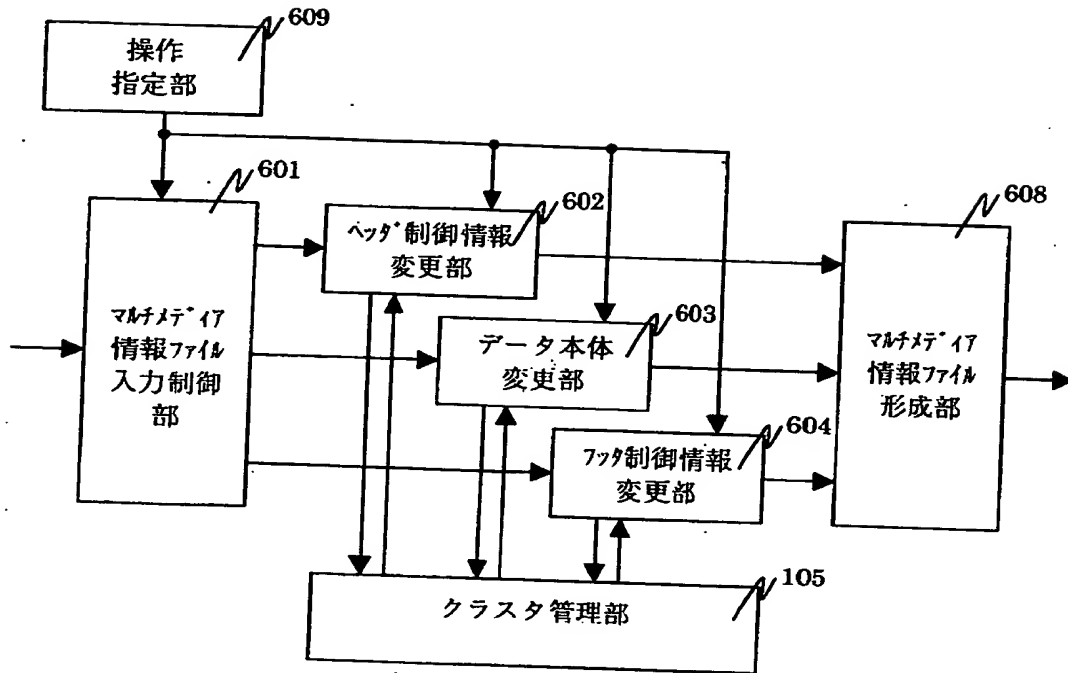 609
操作
指定部
601
マルチメディア
情報ファイル
入力制御
部
602
ヘッダ制御情報
変更部
603
データ本体
変更部
604
フッタ制御情報
変更部
608
マルチメディア
情報ファイル
形成部
105
クラスタ管理部